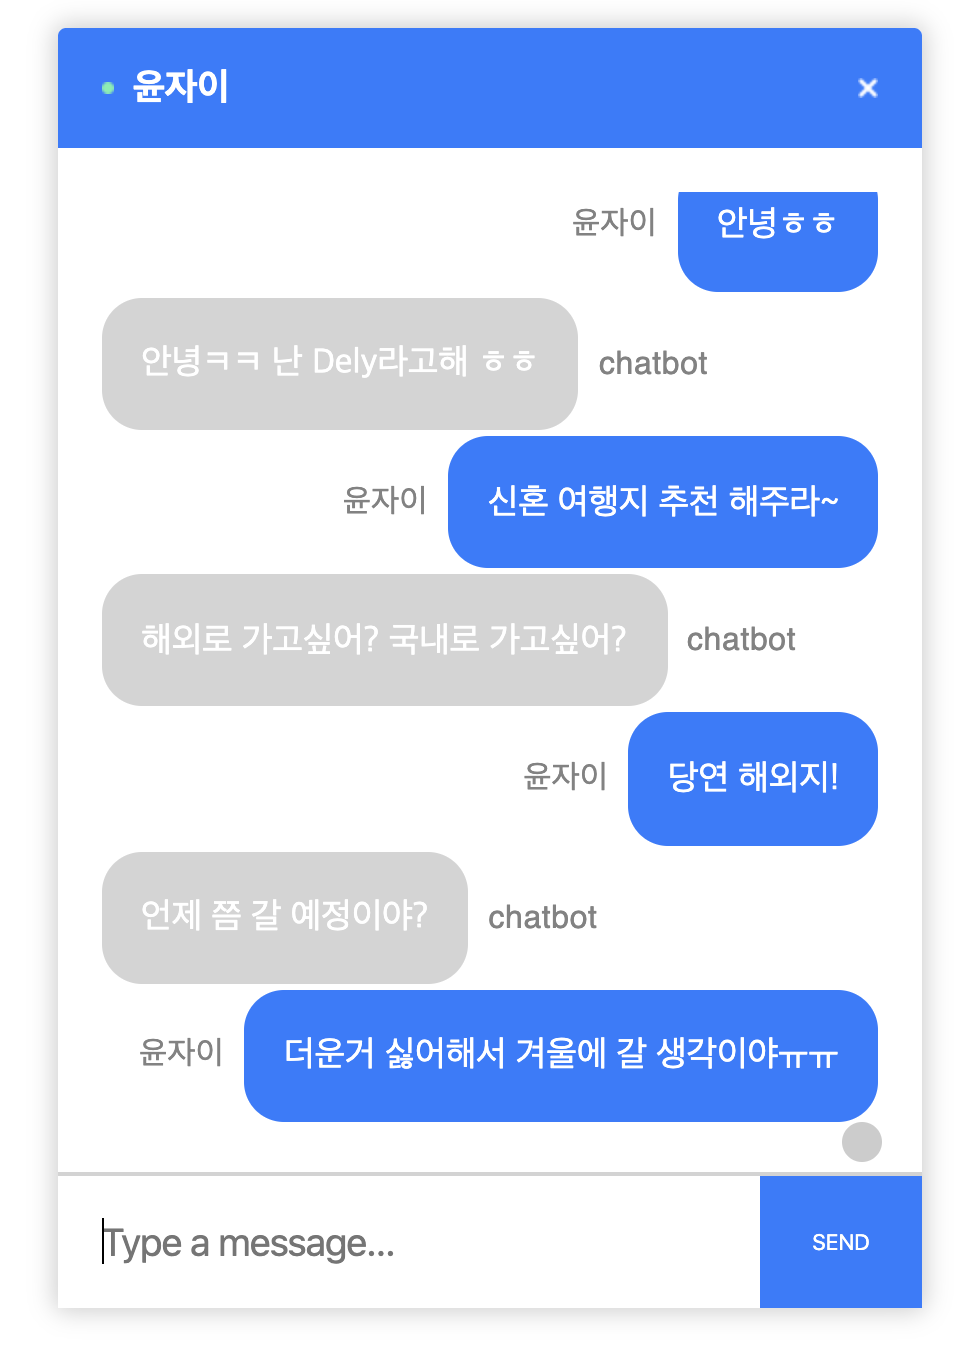 윤자이
×
윤자이 안녕ㅎㅎ
안녕ㅋㅋ 난 Dely라고해 ㅎㅎ chatbot
윤자이 신혼 여행지 추천 해주라~
해외로 가고싶어? 국내로 가고싶어? chatbot
윤자이 당연 해외지!
언제 쯤 갈 예정이야? chatbot
윤자이 더운거 싫어해서 겨울에 갈 생각이야ㅠㅠ
Type a message... SEND